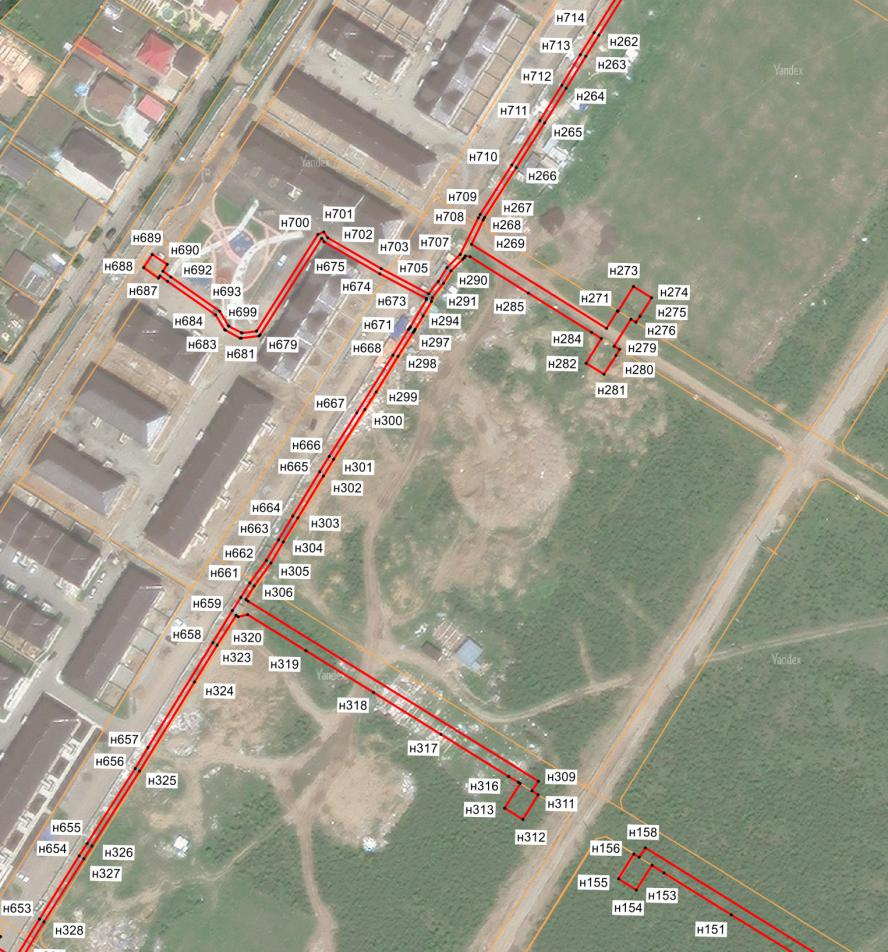 н714
н262
н713
н263
Yandex
н712
н264
н711
н265
н710
Yandex
н266
н709
н267
н708
н268
н701
н700
н702
н707
н269
н689
н703
н690
н688
н692
н675
н705
н290
н273
н687
н674
н291
н274
н693
н673
н285
н271
н275
н684
н699
н671
н294
н276
н683
н297
н284
н681
н679
н668
н279
н298
н282
н280
н281
н299
н667
н300
н666
н665
н301
н302
н664
н303
н663
н662
н304
н661
н305
н306
н659
н658
н320
н323
н319
Yandex
Yandex
н324
н318
н657
н317
н656
н325
н309
н316
н311
н313
н655
н312
н654
н326
н158
н156
н327
н155
н153
н154
н653
н151
н328